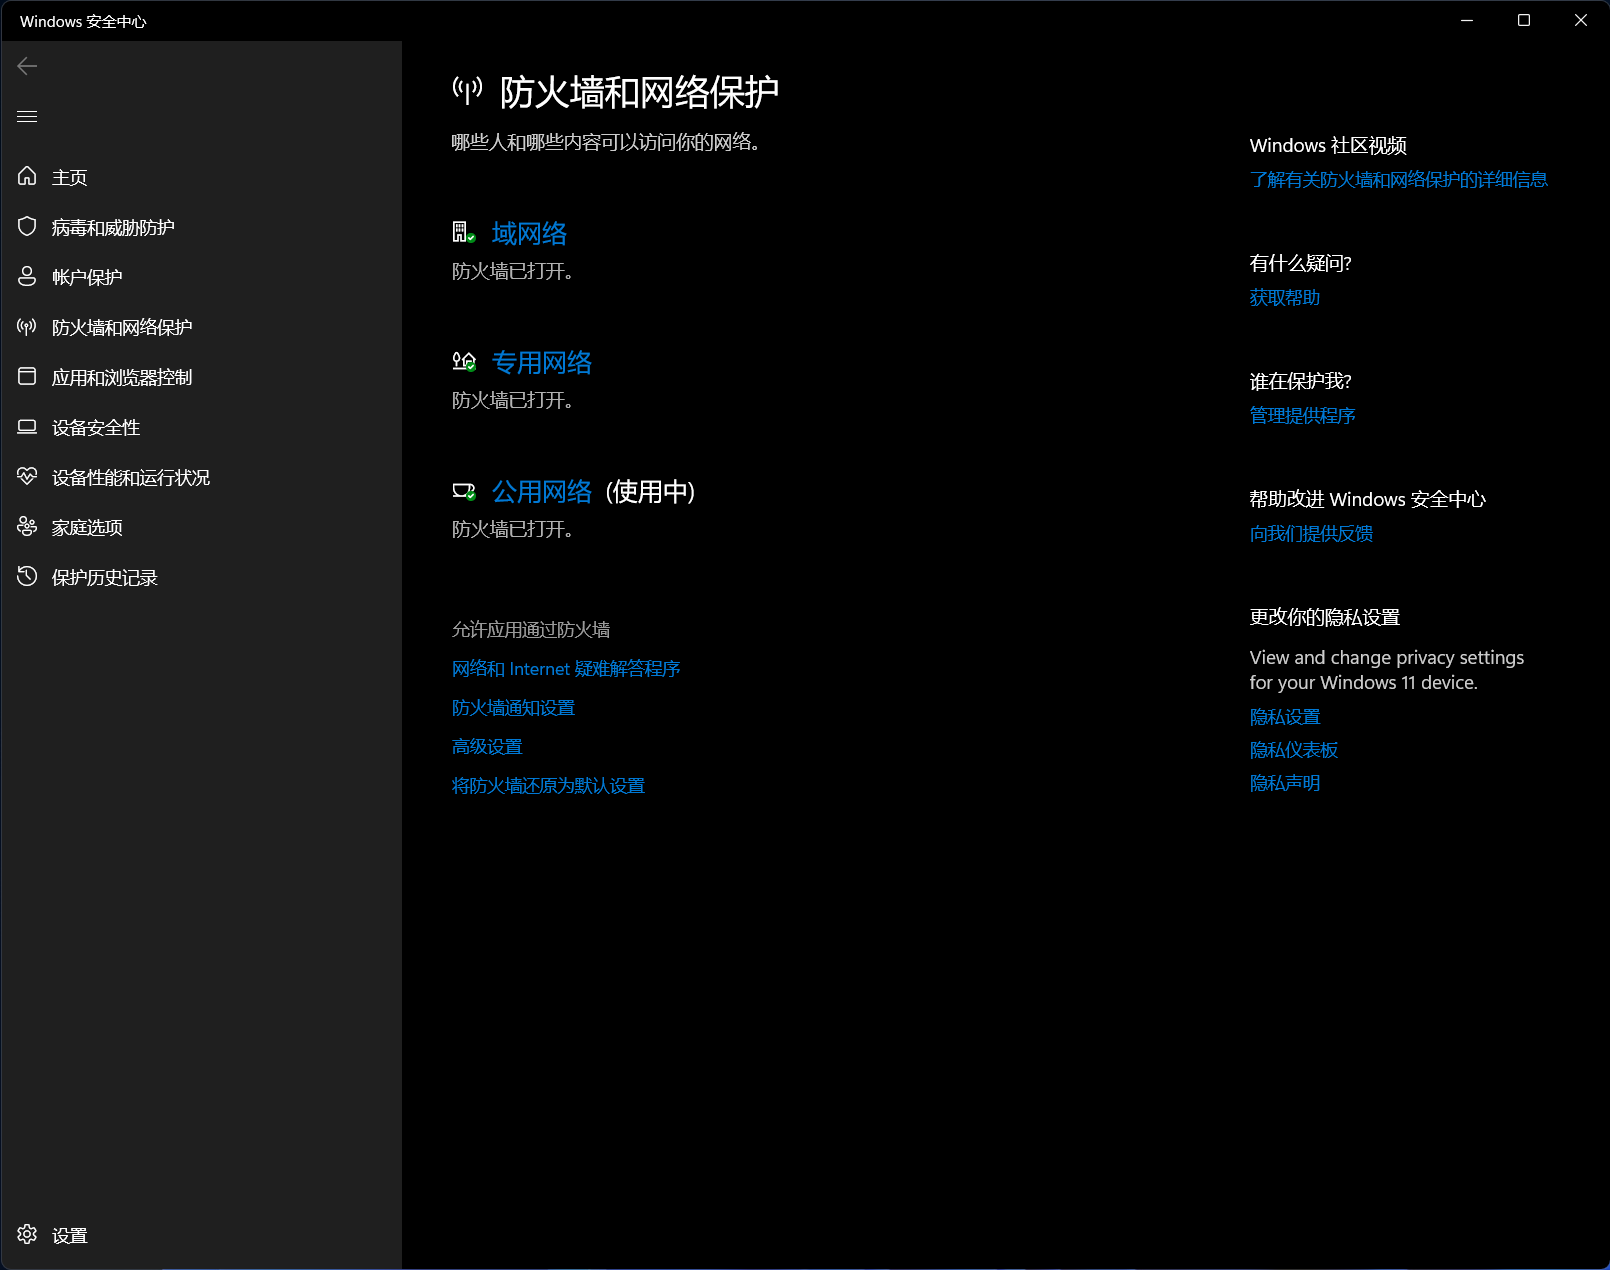 Windows 安全中心
主页
病毒和威胁防护
帐户保护
防火墙和网络保护
应用和浏览器控制
设备安全性
设备性能和运行状况
家庭选项
保护历史记录
设置
防火墙和网络保护
哪些人和哪些内容可以访问你的网络。
域网络
防火墙已打开。
专用网络
防火墙已打开。
公用网络 (使用中)
防火墙已打开。
允许应用通过防火墙
网络和 Internet 疑难解答程序
防火墙通知设置
高级设置
将防火墙还原为默认设置
Windows 社区视频
了解有关防火墙和网络保护的详细信息
有什么疑问?
获取帮助
谁在保护我?
管理提供程序
帮助改进 Windows 安全中心
向我们提供反馈
更改你的隐私设置
View and change privacy settings
for your Windows 11 device.
隐私设置
隐私仪表板
隐私声明